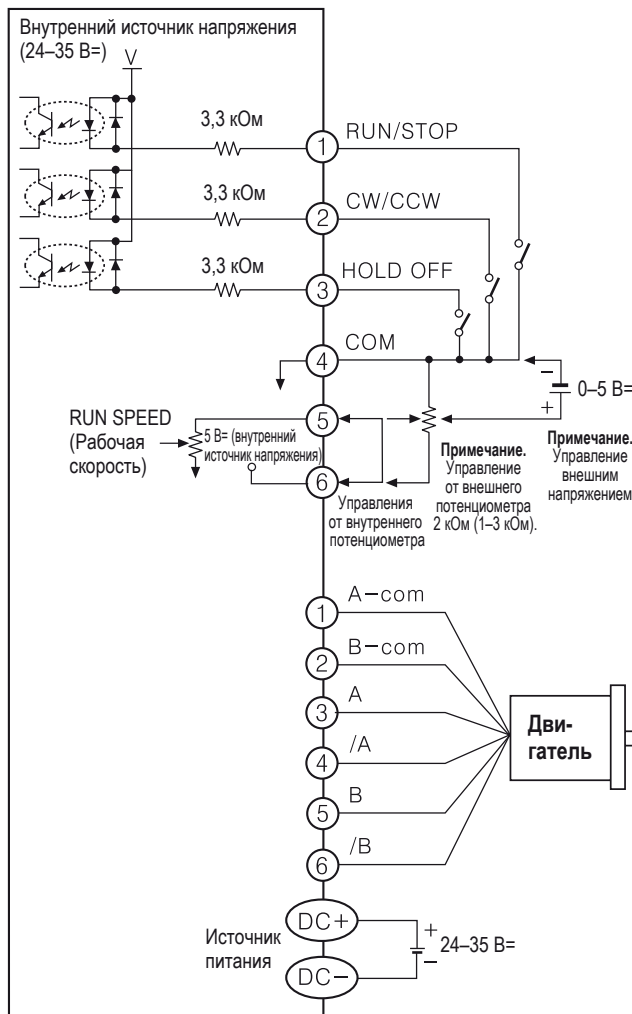 Внутренний источник напряжения
(24–35 В=)
V
3,3 кОм
1
RUN/STOP
3,3 кОм
2
CW/CCW
3,3 кОм
3
HOLD OFF
4
COM
–
0–5 В=
+
RUN SPEED
(Рабочая
скорость)
5 В= (внутренний
источник напряжения)
5
6
Управления
от внутреннего
потенциометра
Примечание.
Управление
от внешнего
потенциометра
2 кОм (1–3 кОм).
Примечание.
Управление
внешним
напряжением
1
A-com
2
B-com
3
A
4
/A
5
B
6
/B
Дви-
гатель
Источник
питания
DC+
DC–
+
24–35 В=
–